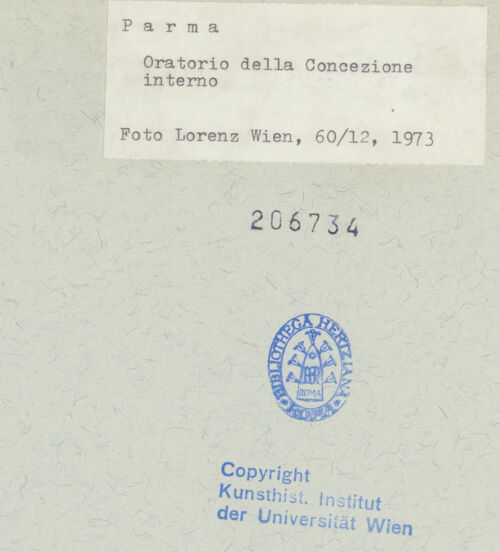 P a r m a
Oratorio della Concezione
interno
Foto Lorenz Wien, 60/12, 1973
206734
BIBLIOTHECA HERTZIANA
ROMA
ROMA
Copyright
Kunsthist. Institut
der Universität Wien